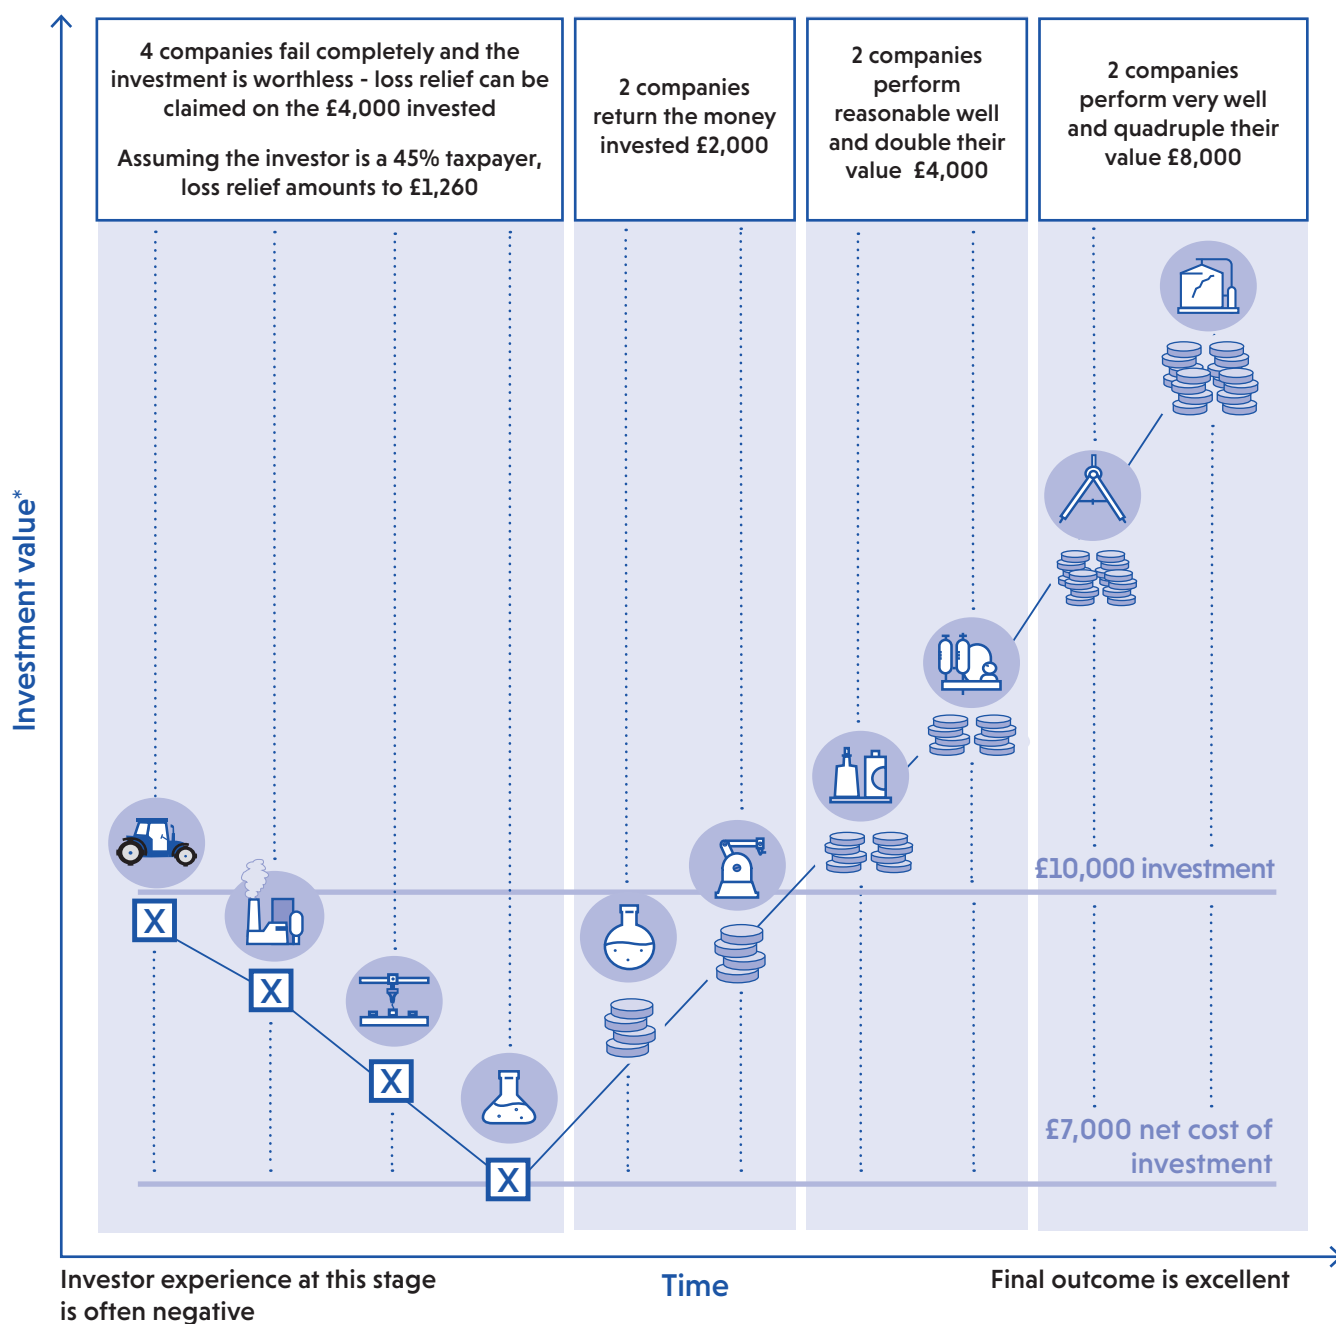 4 companies fail completely and the
investment is worthless - loss relief can be
claimed on the £4,000 invested
Assuming the investor is a 45% taxpayer,
loss relief amounts to £1,260
2 companies
return the money
invested £2,000
2 companies
perform
reasonable well
and double their
value £4,000
2 companies
perform very well
and quadruple their
value £8,000
Investment value*
£10,000 investment
X
X
X
X
£7,000 net cost of
investment
Investor experience at this stage
is often negative
Time
Final outcome is excellent